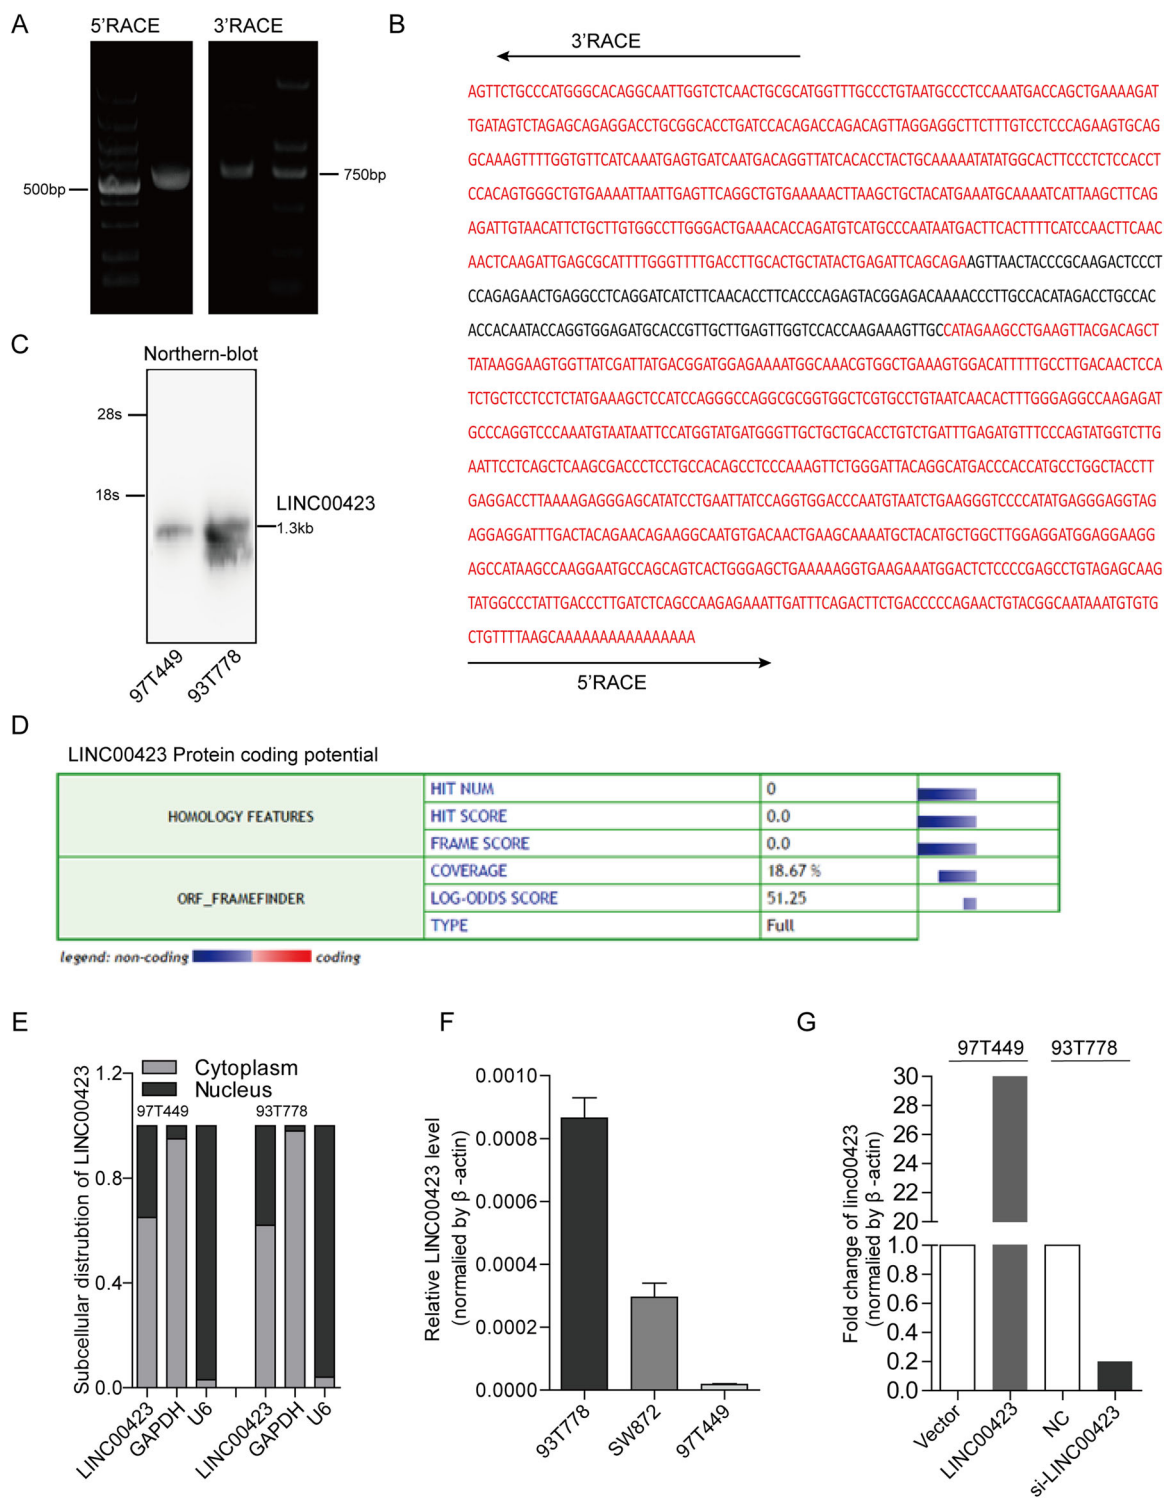 A
5'RACE
3'RACE
500bp
750bp
B
3'RACE
AGTTCTGCCCATGGGCACAGGCAATTGGTCTCAACTGCGCATGGTTTGCCCTGTAATGCCCTCCAAATGACCAGCTGAAAAGAT
TGATAGTCTAGAGCAGAGGACCTGCGGCACCTGATCCACAGACCAGACAGTTAGGAGGCTTCTTTGTCCTCCCAGAAGTGCAG
GCAAAGTTTTGGTGTTCATCAAATGAGTGATCAATGACAGGTTATCACACCTACTGCAAAAATATATGGCACTTCCCTCTCCACCT
CCACAGTGGGCTGTGAAAATTAATTGAGTTCAGGCTGTGAAAAACTTAAGCTGCTACATGAAATGCAAAATCATTAAGCTTCAG
AGATTGTAACATTCTGCTTGTGGCCTTGGGACTGAAACACCAGATGTCATGCCCAATAATGACTTCACTTTTCATCCAACTTCAAC
AACTCAAGATTGAGCGCATTTTGGGTTTTGACCTTGCACTGCTATACTGAGATTCAGCAGAAGTTAACTACCCGCAAGACTCCCT
CCAGAGAACTGAGGCCTCAGGATCATCTTCAACACCTTCACCCAGAGTACGGAGACAAAACCCTTGCCACATAGACCTGCCAC
ACCACAATACCAGGTGGAGATGCACCGTTGCTTGAGTTGGTCCACCAAGAAAGTTGCCATAGAAGCCTGAAGTTACGACAGCT
TATAAGGAAGTGGTTATCGATTATGACGGATGGAGAAAATGGCAAACGTGGCTGAAAGTGGACATTTTTGCCTTGACAACTCCA
TCTGCTCCTCCTCTATGAAAGCTCCATCCAGGGCCAGGCGCGGTGGCTCGTGCCTGTAATCAACACTTTGGGAGGCCAAGAGAT
GCCCAGGTCCCAAATGTAATAATTCCATGGTATGATGGGTTGCTGCTGCACCTGTCTGATTTGAGATGTTTCCCAGTATGGTCTTG
AATTCCTCAGCTCAAGCGACCCTCCTGCCACAGCCTCCCAAAGTTCTGGGATTACAGGCATGACCCACCATGCCTGGCTACCTT
GAGGACCTTAAAAGAGGGAGCATATCCTGAATTATCCAGGTGGACCCAATGTAATCTGAAGGGTCCCCATATGAGGGAGGTAG
AGGAGGATTTGACTACAGAACAGAAGGCAATGTGACAACTGAAGCAAAATGCTACATGCTGGCTTGGAGGATGGAGGAAGG
AGCCATAAGCCAAGGAATGCCAGCAGTCACTGGGAGCTGAAAAAGGTGAAGAAATGGACTCTCCCCGAGCCTGTAGAGCAAG
TATGGCCCTATTGACCCTTGATCTCAGCCAAGAGAAATTGATTTCAGACTTCTGACCCCCAGAACTGTACGGCAATAAATGTGTG
CTGTTTTAAGCAAAAAAAAAAAAAAAAA
5'RACE
C
Northern-blot
28s
18s
LINC00423
1.3kb
97T449
93T778
D
LINC00423 Protein coding potential
HOMOLOGY FEATURES
HIT NUM 0
HIT SCORE 0.0
FRAME SCORE 0.0
ORF_FRAMEFINDER
COVERAGE 18.67 %
LOG-ODDS SCORE 51.25
TYPE Full
legend: non-coding coding
E
Subcellular distrubtion of LINC00423
Cytoplasm
Nucleus
97T449
93T778
1.2
0.8
0.4
0.0
LINC00423
GAPDH
U6
LINC00423
GAPDH
U6
F
Relative LINC00423 level
(normalied by β -actin)
0.0010
0.0008
0.0006
0.0004
0.0002
0.0000
93T778
SW872
97T449
G
97T449
93T778
Fold change of linc00423
(normalied by β -actin)
30
28
26
24
22
20
1.0
0.8
0.6
0.4
0.2
0.0
Vector
LINC00423
NC
si-LINC00423